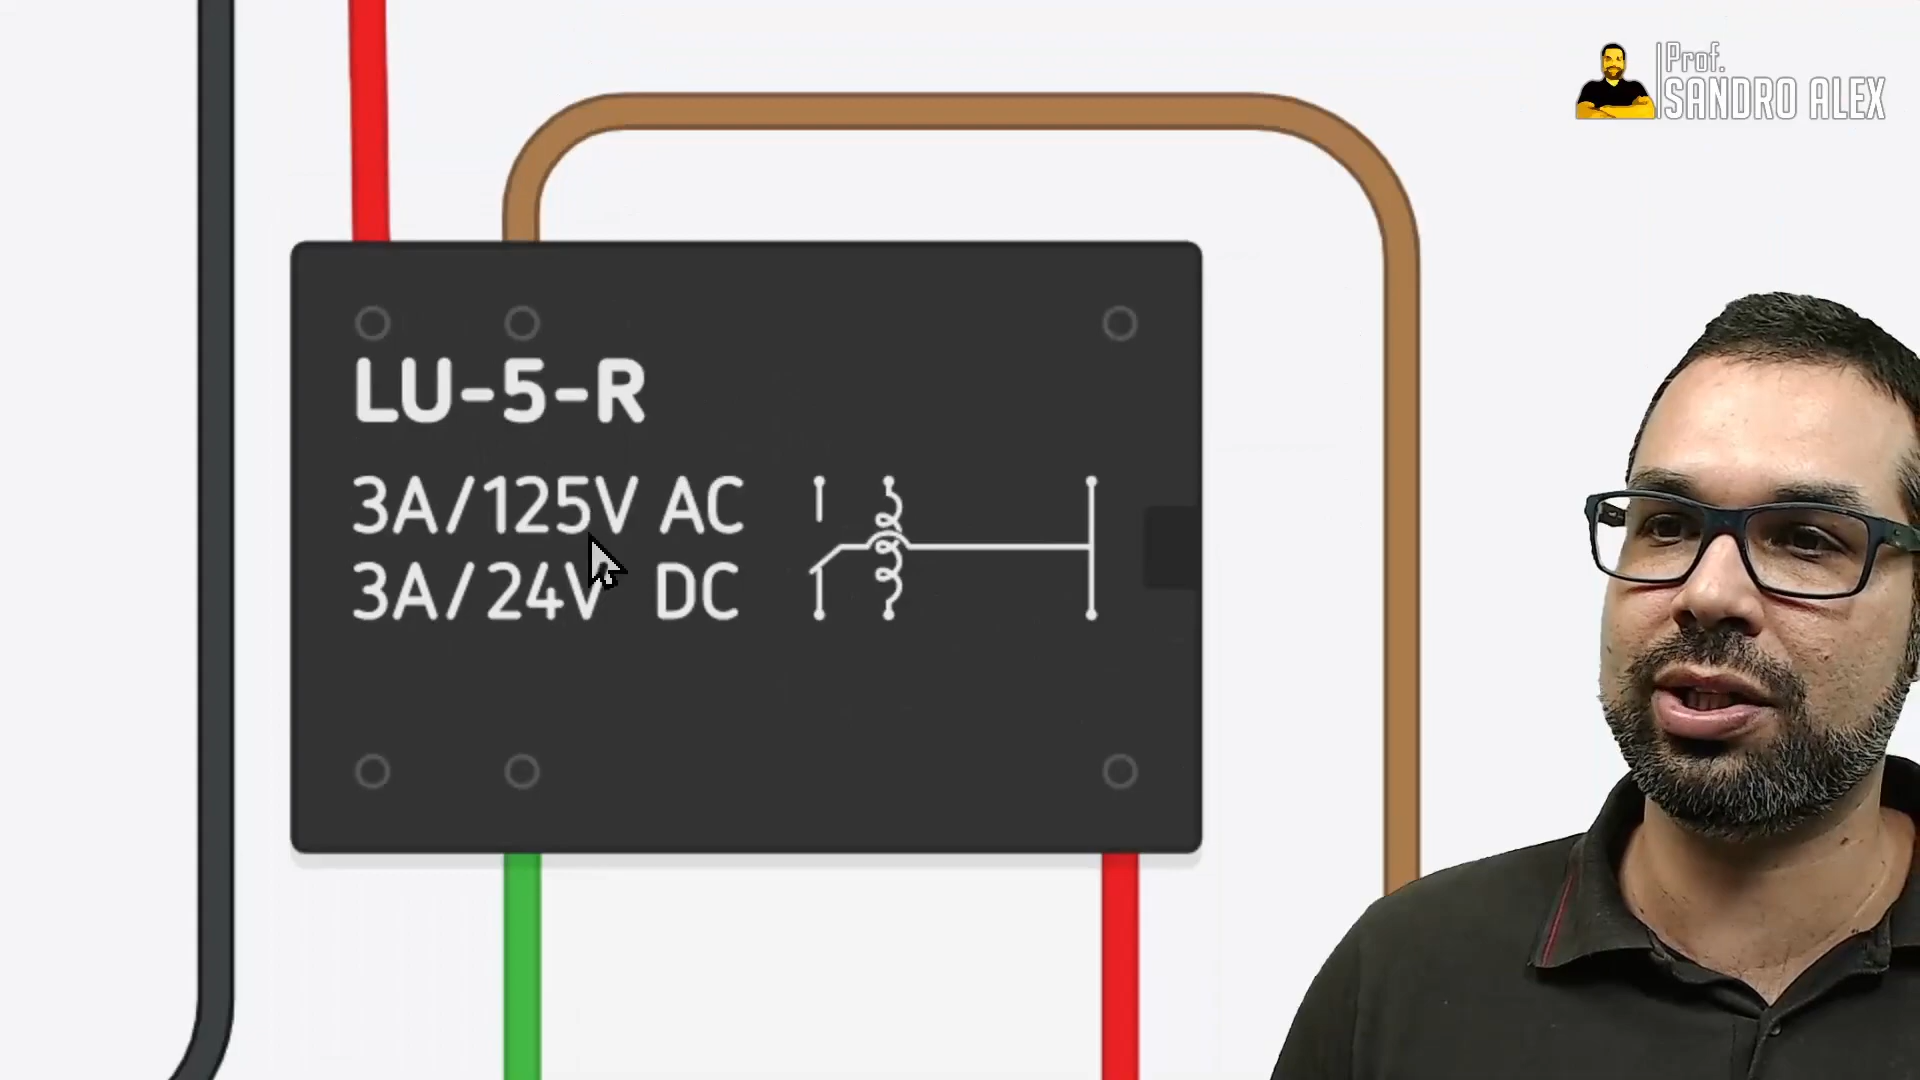 Prof.
SANDRO ALEX
LU-5-R
3A/125V AC
3A/24V DC